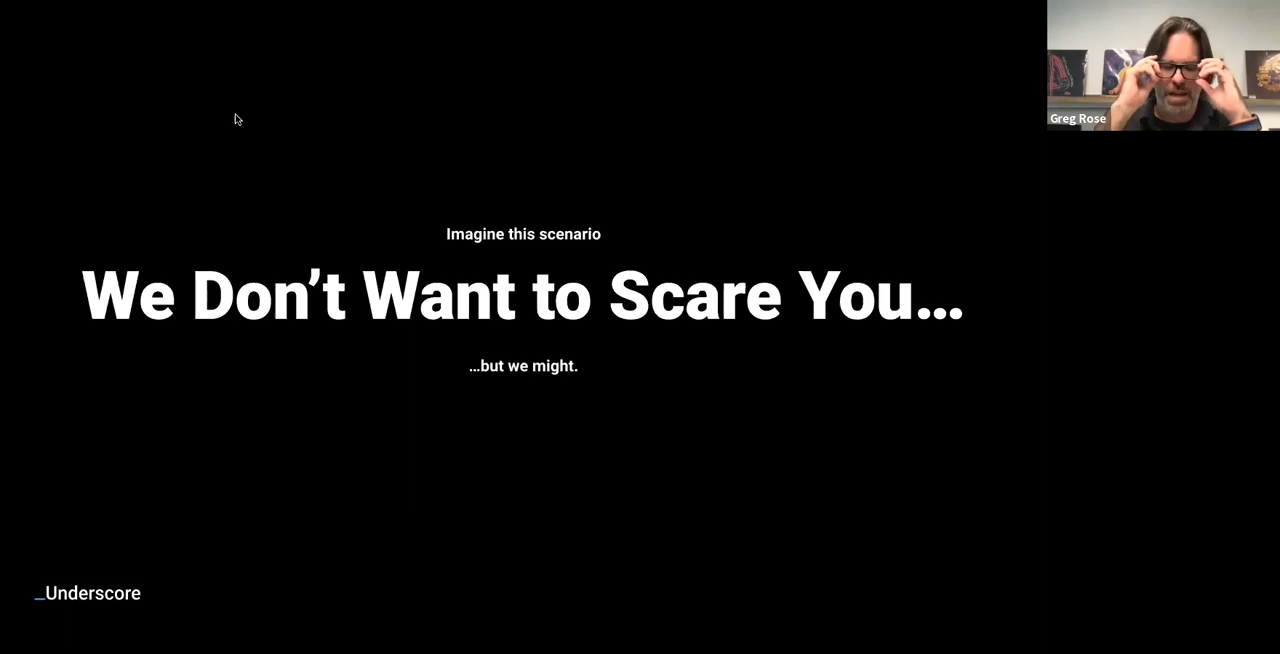 Greg Rose
Imagine this scenario
We Don’t Want to Scare You…
…but we might.
_Underscore